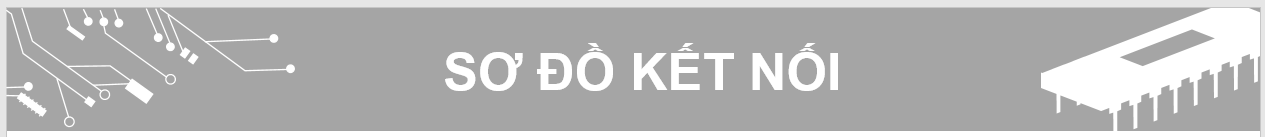 SƠ ĐỒ KẾT NỐI